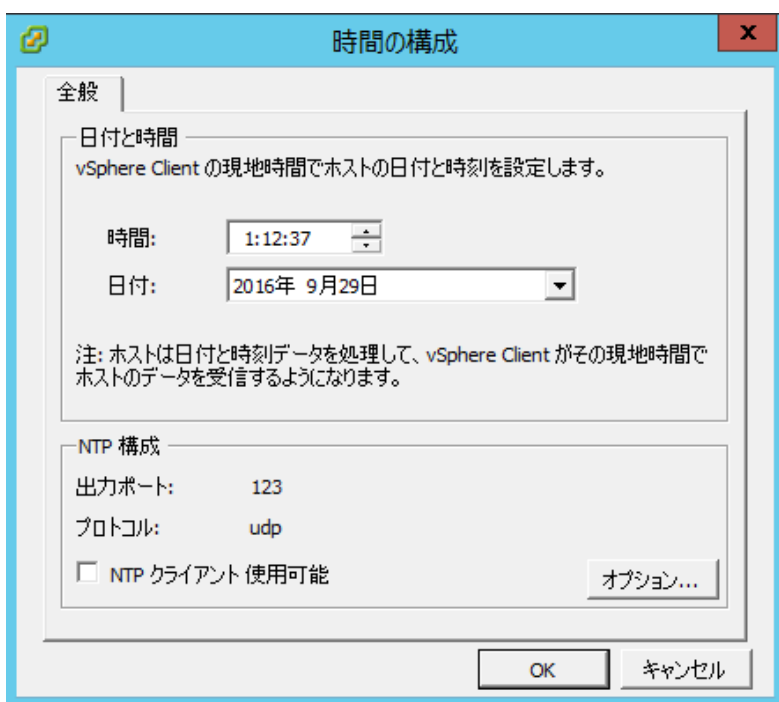 時間の構成
x
全般
日付と時間
vSphere Client の現地時間でホストの日付と時刻を設定します。
時間: 1:12:37
日付: 2016年 9月29日
注: ホストは日付と時刻データを処理して、vSphere Client がその現地時間で
ホストのデータを受信するようになります。
NTP 構成
出力ポート: 123
プロトコル: udp
NTP クライアント 使用可能
オプション...
OK キャンセル